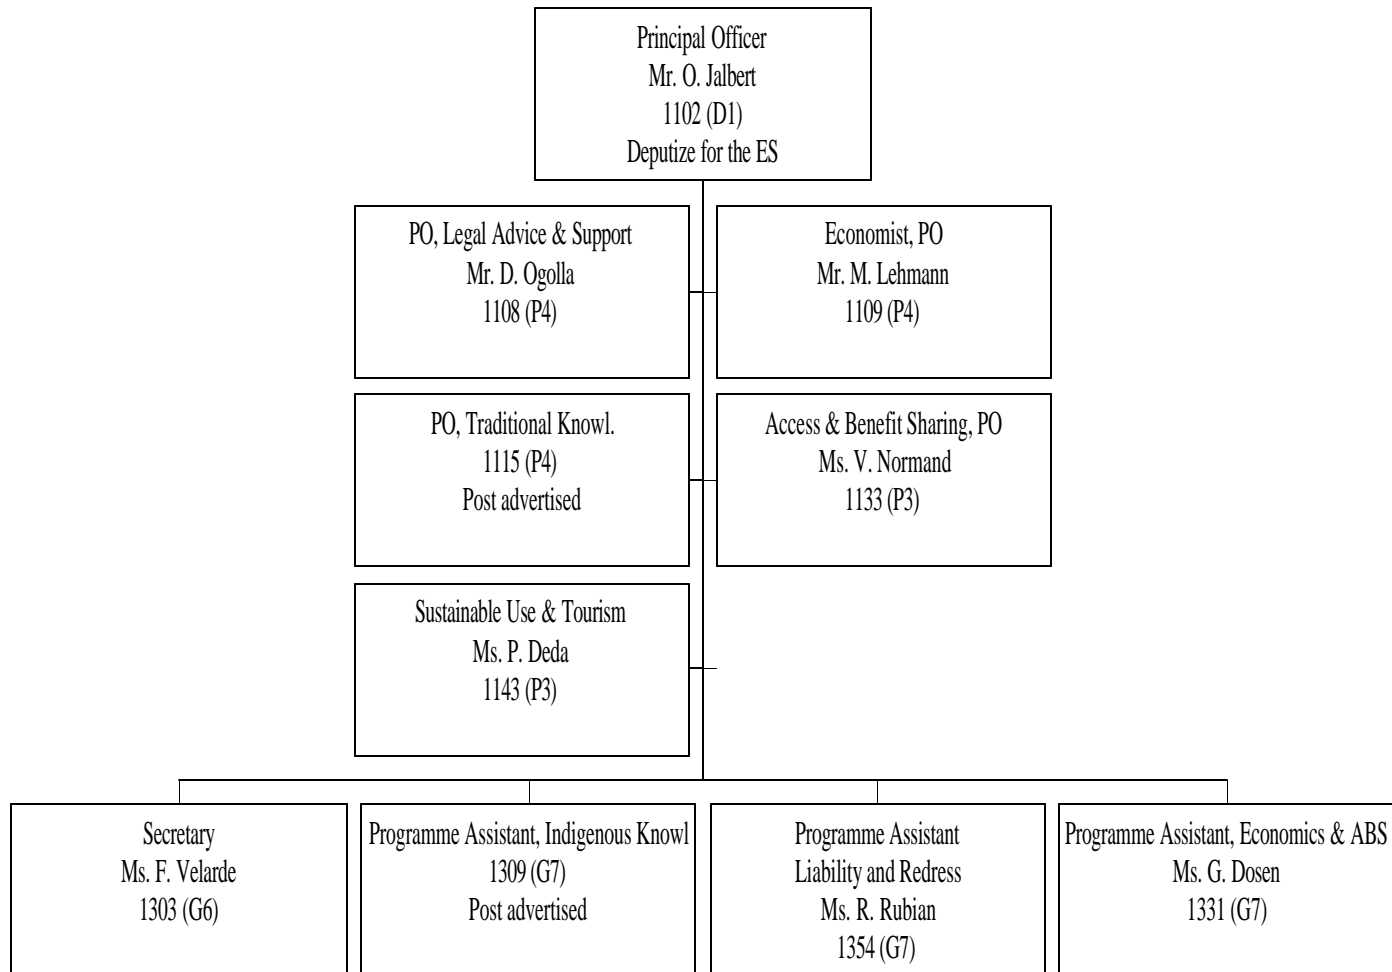 Principal Officer
Mr. O. Jalbert
1102 (D1)
Deputize for the ES
PO, Legal Advice & Support
Mr. D. Ogolla
1108 (P4)
Economist, PO
Mr. M. Lehmann
1109 (P4)
PO, Traditional Knowl.
1115 (P4)
Post advertised
Access & Benefit Sharing, PO
Ms. V. Normand
1133 (P3)
Sustainable Use & Tourism
Ms. P. Deda
1143 (P3)
Secretary
Ms. F. Velarde
1303 (G6)
Programme Assistant, Indigenous Knowl
1309 (G7)
Post advertised
Programme Assistant
Liability and Redress
Ms. R. Rubian
1354 (G7)
Programme Assistant, Economics & ABS
Ms. G. Dosen
1331 (G7)